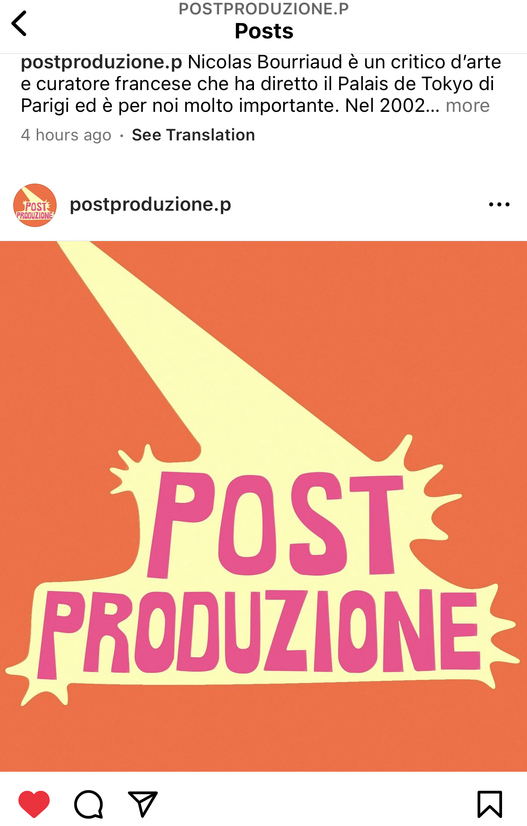 POSTPRODUZIONE.P
Posts
postproduzione.p Nicolas Bourriaud è un critico d’arte
e curatore francese che ha diretto il Palais de Tokyo di
Parigi ed è per noi molto importante. Nel 2002... more
4 hours ago · See Translation
POST
PRODUZIONE
postproduzione.p
POST
PRODUZIONE